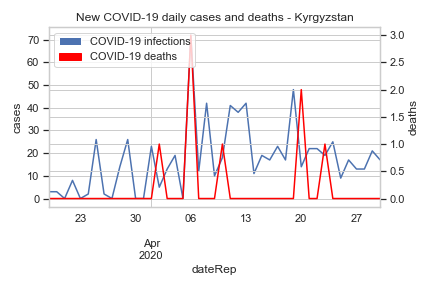 New COVID-19 daily cases and deaths - Kyrgyzstan
COVID-19 infections
COVID-19 deaths
70
60
50
40
30
20
10
0
cases
3.0
2.5
2.0
1.5
1.0
0.5
0.0
deaths
23 30 06 13 20 27
Apr
2020
dateRep